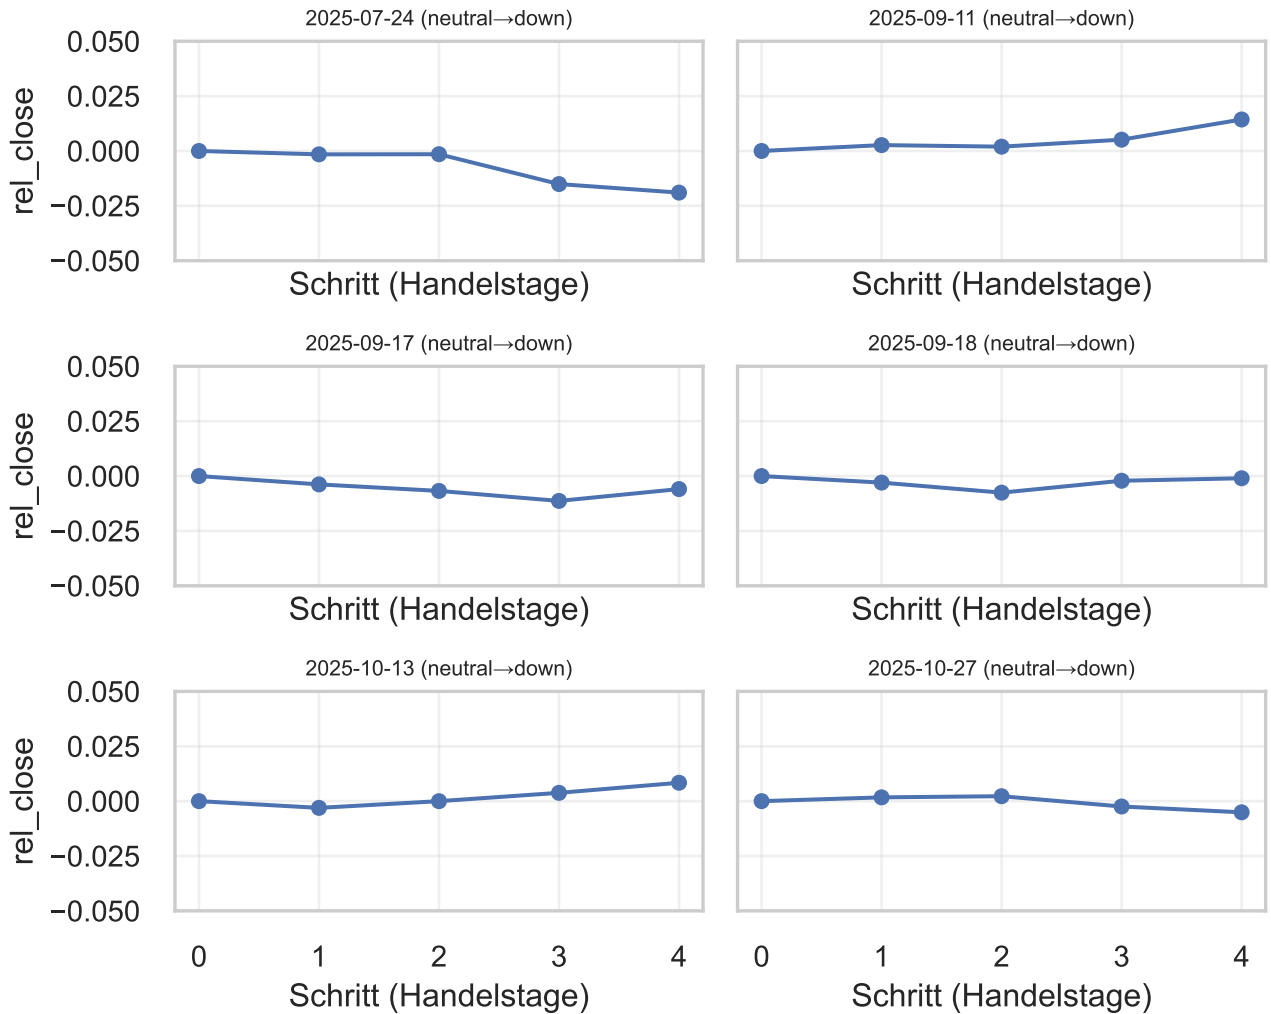 2025-07-24 (neutral→down)
0.050
0.025
0.000
−0.025
−0.050
rel_close
Schritt (Handelstage)
2025-09-11 (neutral→down)
Schritt (Handelstage)
2025-09-17 (neutral→down)
0.050
0.025
0.000
−0.025
−0.050
rel_close
Schritt (Handelstage)
2025-09-18 (neutral→down)
Schritt (Handelstage)
2025-10-13 (neutral→down)
0.050
0.025
0.000
−0.025
−0.050
rel_close
0 1 2 3 4
Schritt (Handelstage)
2025-10-27 (neutral→down)
0 1 2 3 4
Schritt (Handelstage)